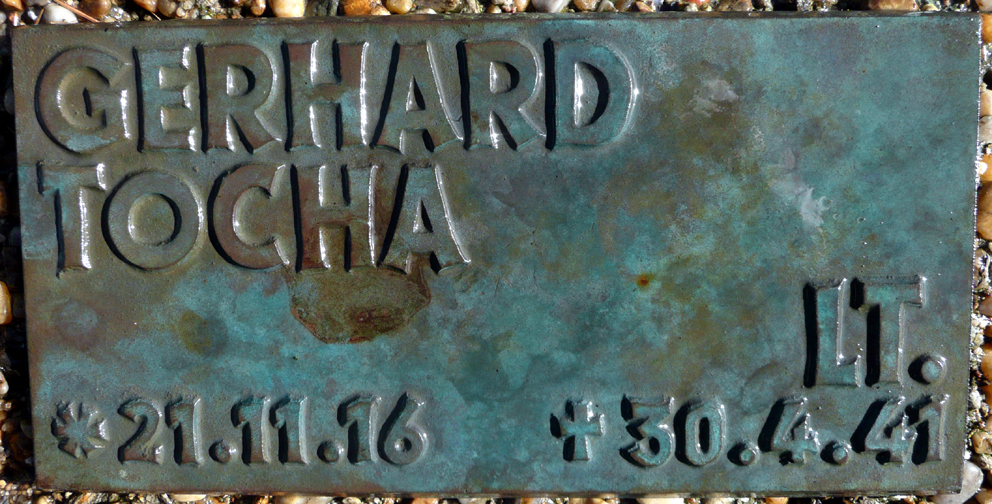 GERHARD
TOCHA
LT.
* 21.11.16 ✝ 30.4.41